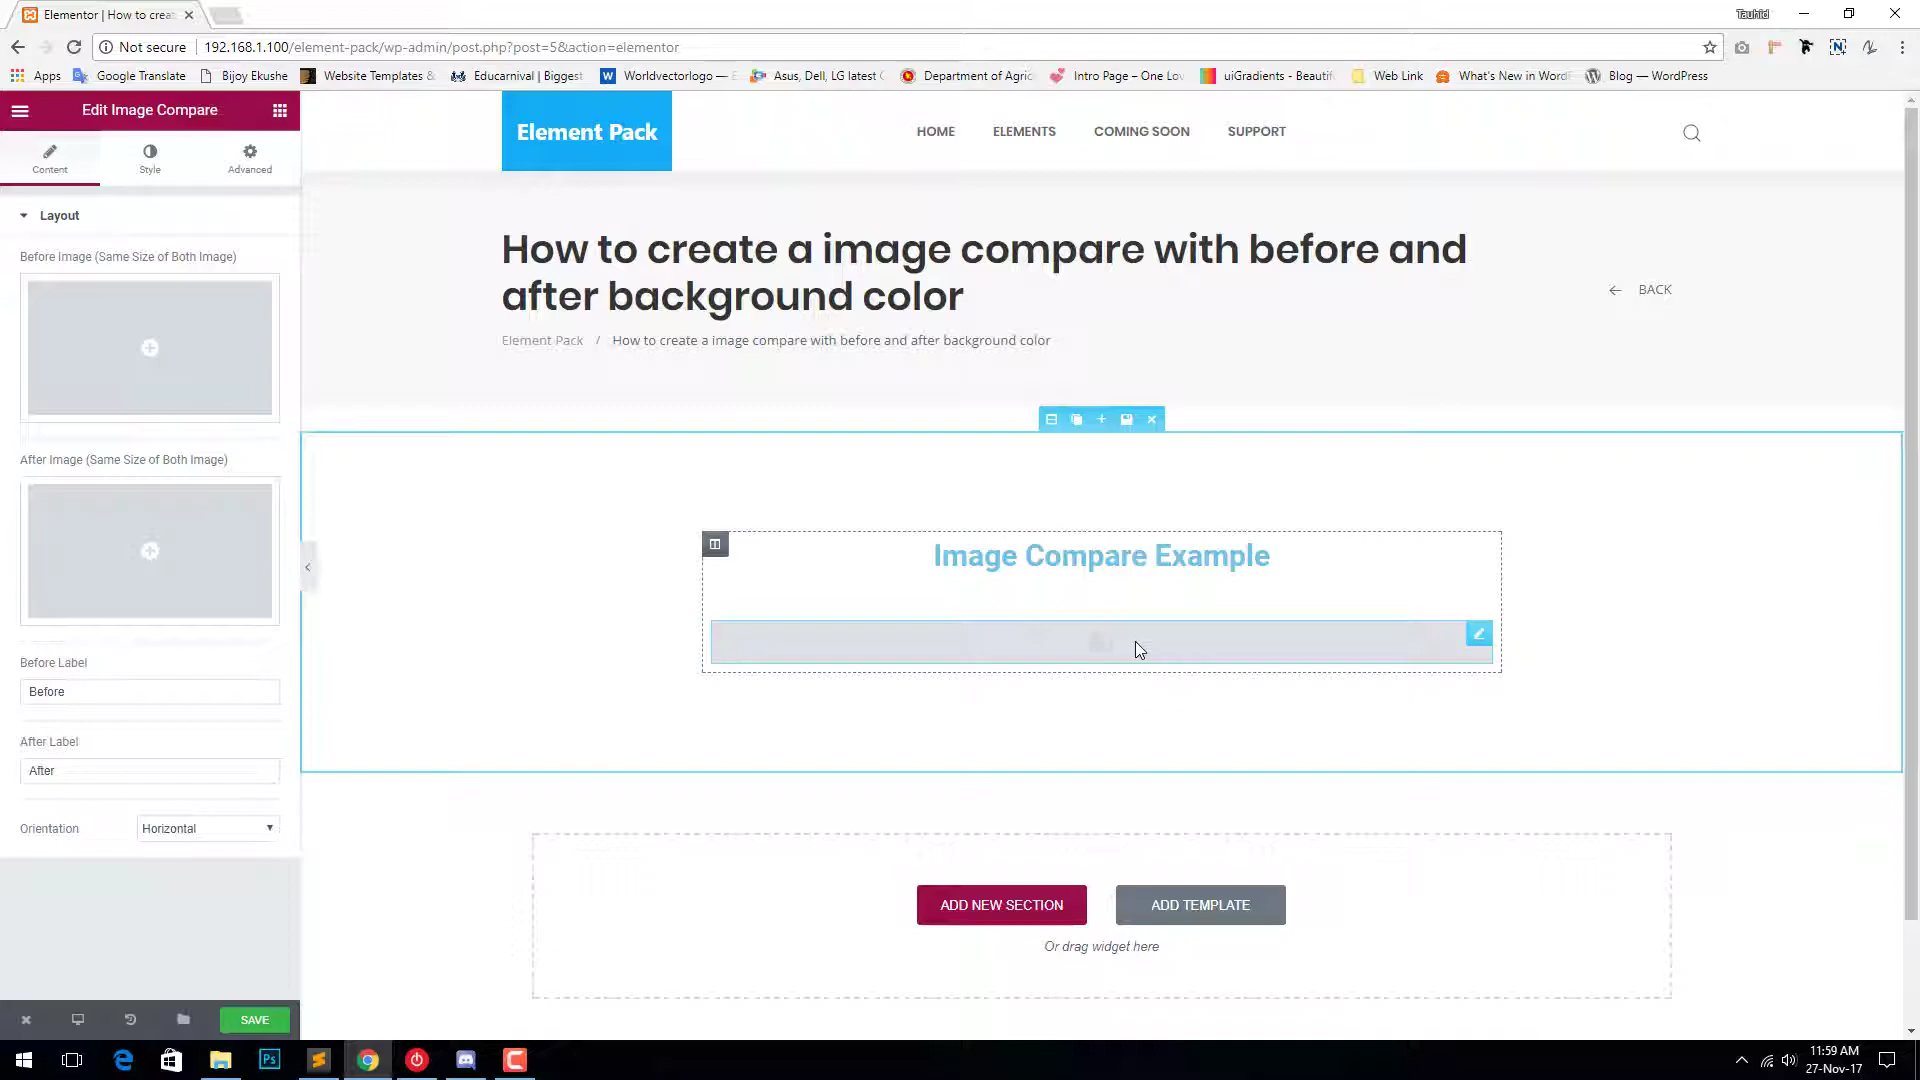 Elementor | How to crea
Tauhid
Not secure
192.168.1.100/element-pack/wp-admin/post.php?post=5&action=elementor
Apps
Google Translate
Bijoy Ekushe
Website Templates &
Educarnival | Biggest
Worldvectorlogo —
Asus, Dell, LG latest
Department of Agric
Intro Page – One Lov
uiGradients - Beautif
Web Link
What's New in Word
Blog — WordPress
Edit Image Compare
Content
Style
Advanced
Layout
Before Image (Same Size of Both Image)
After Image (Same Size of Both Image)
Before Label
Before
After Label
After
Orientation
Horizontal
SAVE
Element Pack
HOME
ELEMENTS
COMING SOON
SUPPORT
How to create a image compare with before and
after background color
Element Pack / How to create a image compare with before and after background color
BACK
Image Compare Example
ADD NEW SECTION
ADD TEMPLATE
Or drag widget here
Ps
11:59 AM
27-Nov-17